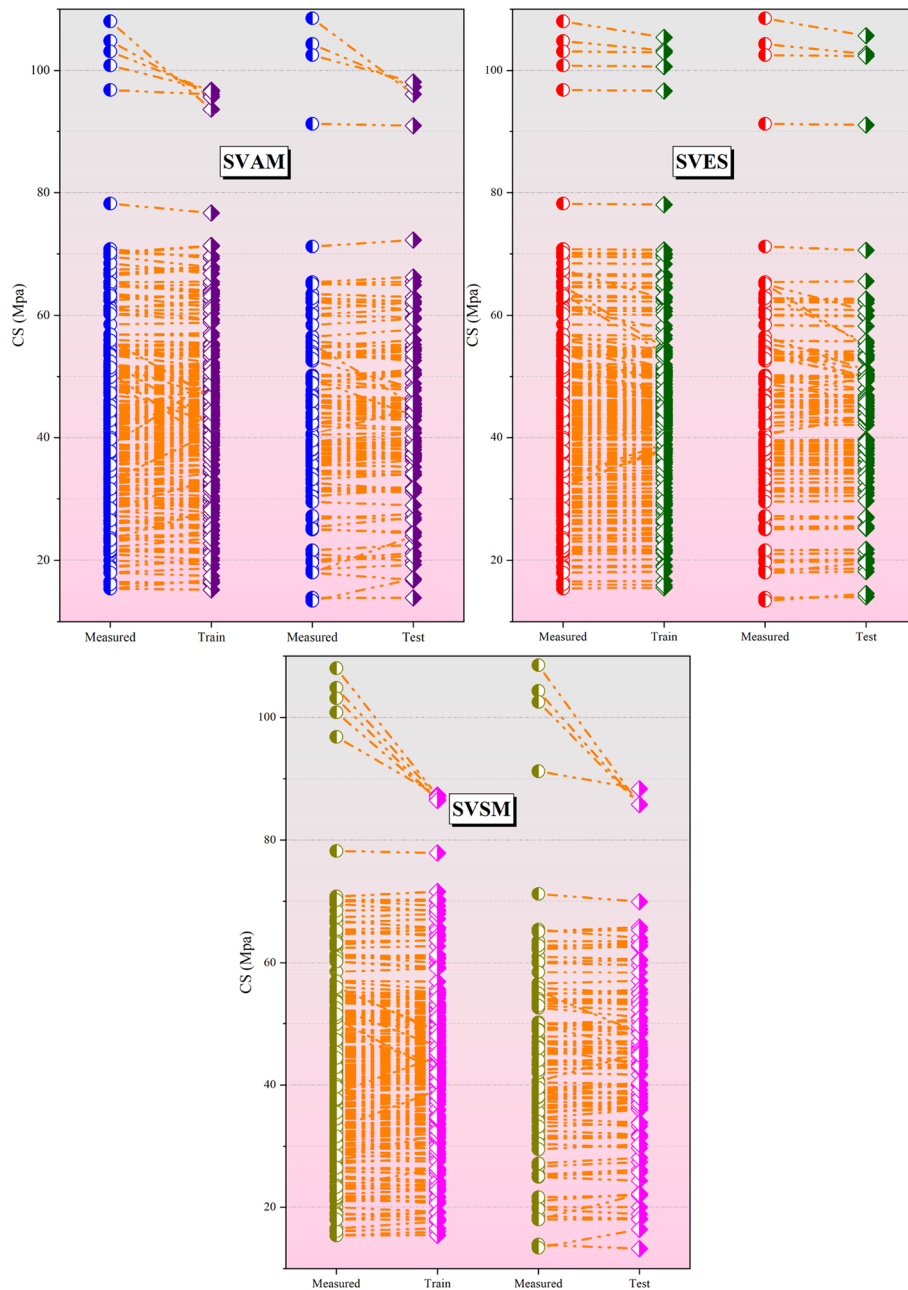 CS (Mpa)
100
80
60
40
20
SVAM
Measured
Train
Measured
Test
CS (Mpa)
100
80
60
40
20
SVES
Measured
Train
Measured
Test
CS (Mpa)
100
80
60
40
20
SVSM
Measured
Train
Measured
Test